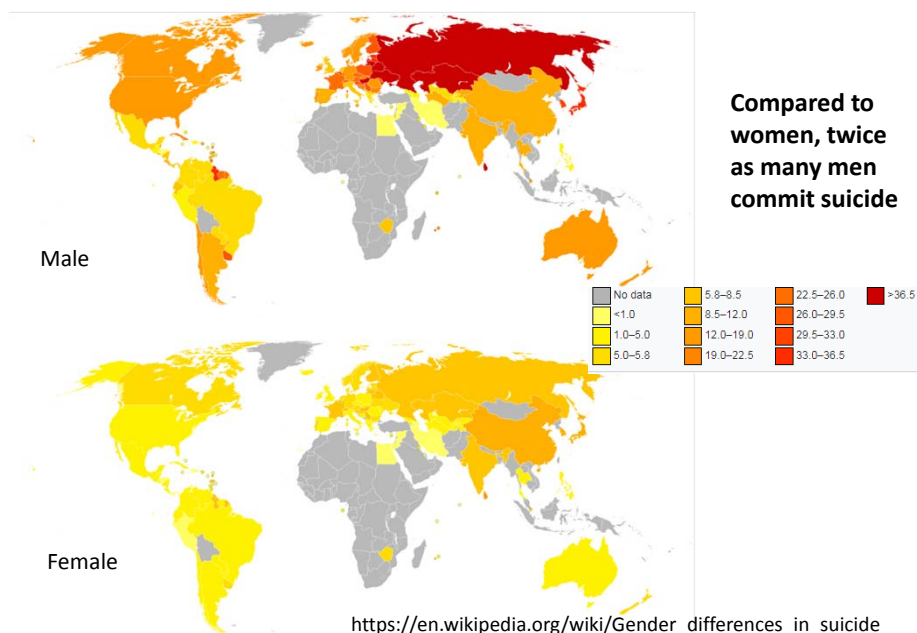 Compared to
women, twice
as many men
commit suicide
Male
No data
<1.0
1.0–5.0
5.0–5.8
5.8–8.5
8.5–12.0
12.0–19.0
19.0–22.5
22.5–26.0
26.0–29.5
29.5–33.0
33.0–36.5
>36.5
Female
https://en.wikipedia.org/wiki/Gender_differences_in_suicide